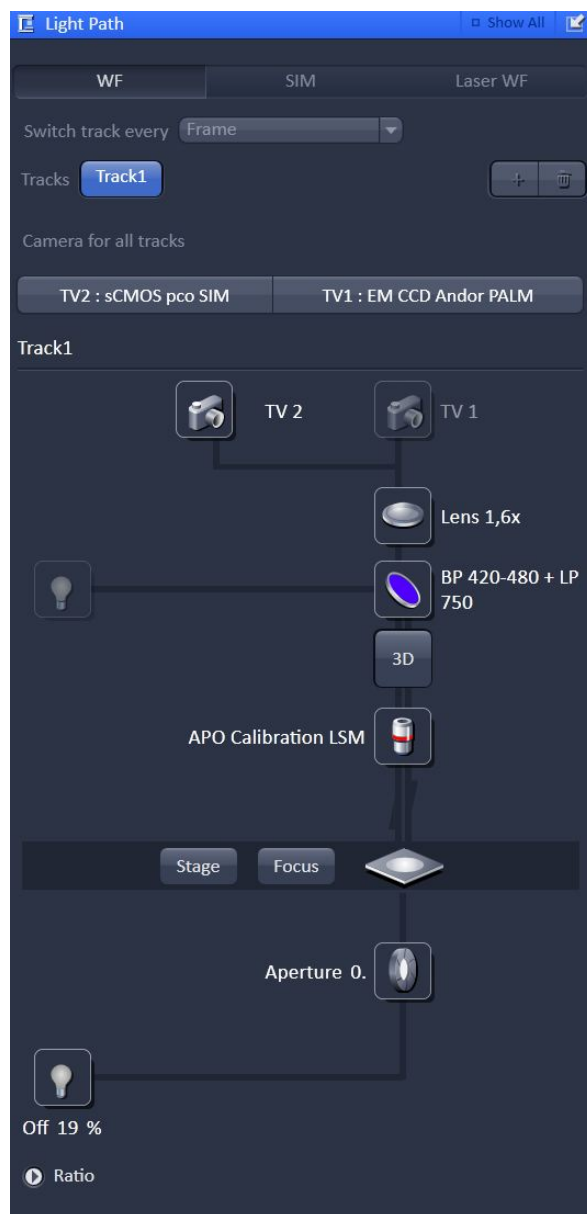 Light Path
Show All
WF SIM Laser WF
Switch track every Frame
Tracks Track1 +
Camera for all tracks
TV2 : sCMOS pco SIM TV1 : EM CCD Andor PALM
Track1
TV 2 TV 1
Lens 1,6x
BP 420-480 + LP
750
3D
APO Calibration LSM
Stage Focus
Aperture 0.
Off 19 %
Ratio